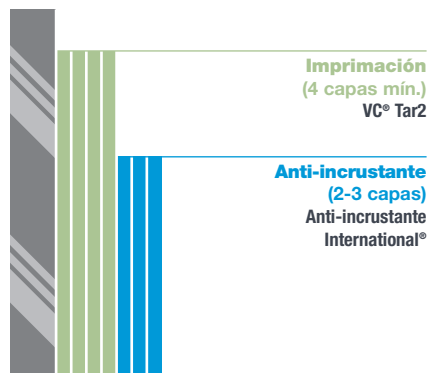 Imprimación
(4 capas mín.)
VC® Tar2
Anti-incrustante
(2-3 capas)
Anti-incrustante
International®